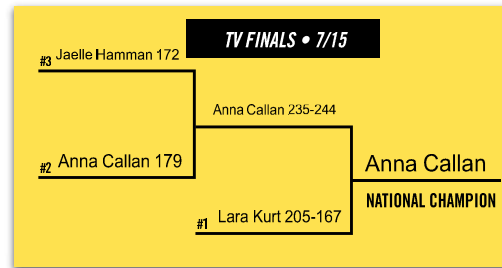 TV FINALS • 7/15
#3 Jaelle Hamman 172
Anna Callan 235-244
#2 Anna Callan 179
Anna Callan
NATIONAL CHAMPION
#1 Lara Kurt 205-167